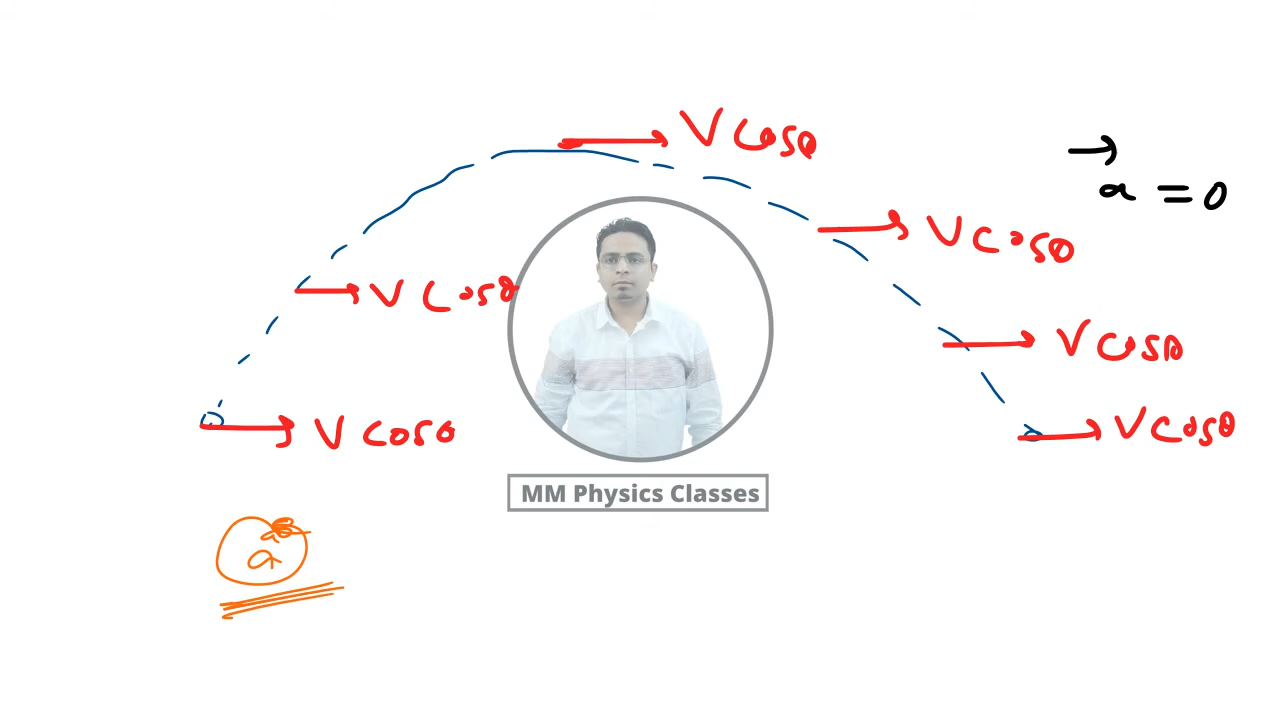 V Cosθ
a = 0
V Cosθ
V Cosθ
V Cosθ
V Cosθ
V Cosθ
MM Physics Classes
a